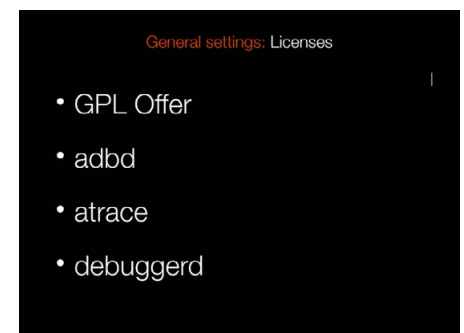 General settings: Licenses
• GPL Offer
• adbd
• atrace
• debuggerd